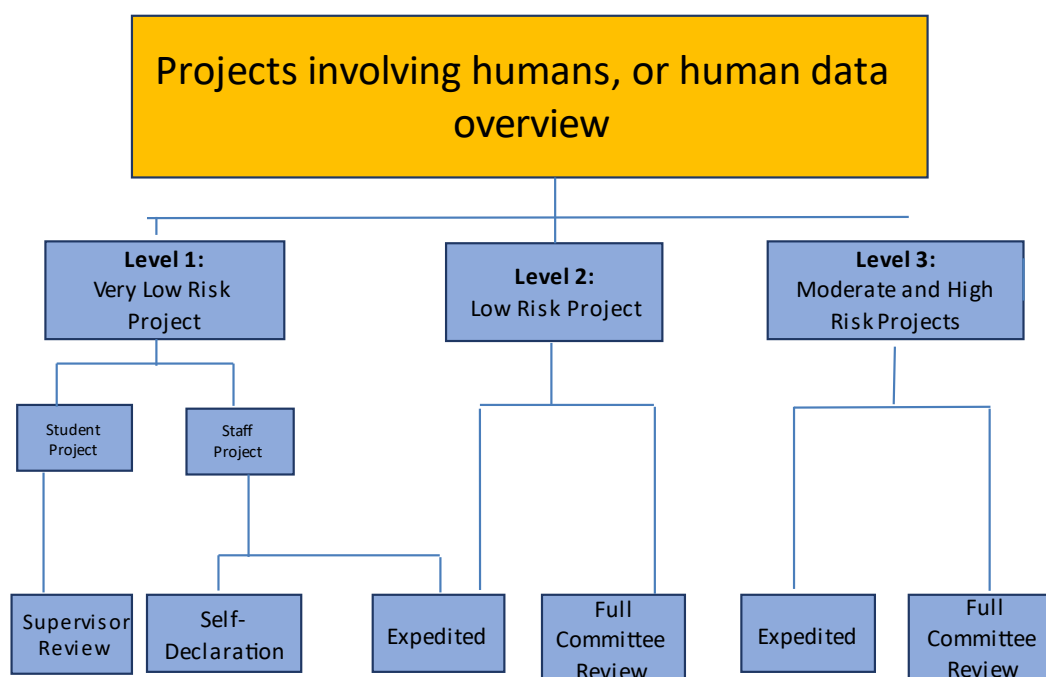 Projects involving humans, or human data
overview
Level 1:
Very Low Risk
Project
Level 2:
Low Risk Project
Level 3:
Moderate and High
Risk Projects
Student
Project
Staff
Project
Supervisor
Review
Self-
Declaration
Expedited
Full
Committee
Review
Expedited
Full
Committee
Review